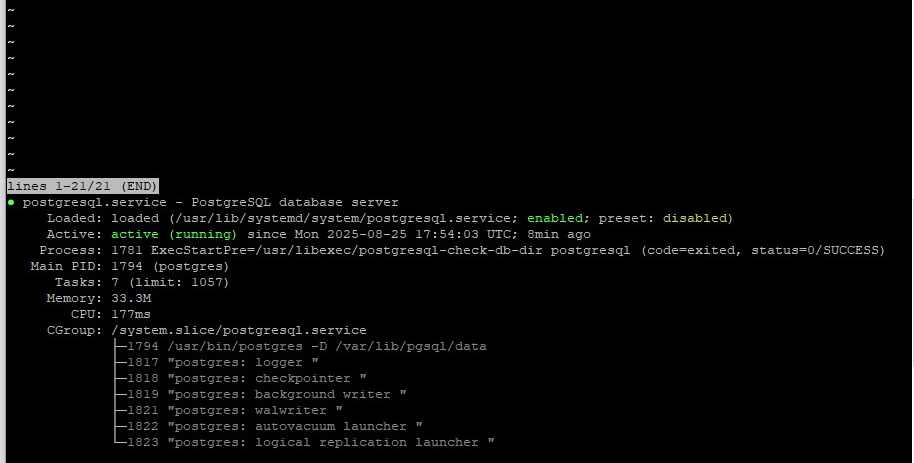 ~
~
~
~
~
~
~
~
~
~
~
lines 1-21/21 (END)
● postgresql.service - PostgreSQL database server
     Loaded: loaded (/usr/lib/systemd/system/postgresql.service; enabled; preset: disabled)
     Active: active (running) since Mon 2025-08-25 17:54:03 UTC; 8min ago
    Process: 1781 ExecStartPre=/usr/libexec/postgresql-check-db-dir postgresql (code=exited, status=0/SUCCESS)
   Main PID: 1794 (postgres)
      Tasks: 7 (limit: 1057)
     Memory: 33.3M
        CPU: 177ms
     CGroup: /system.slice/postgresql.service
             ├─1794 /usr/bin/postgres -D /var/lib/pgsql/data
             ├─1817 "postgres: logger "
             ├─1818 "postgres: checkpointer "
             ├─1819 "postgres: background writer "
             ├─1821 "postgres: walwriter "
             ├─1822 "postgres: autovacuum launcher "
             └─1823 "postgres: logical replication launcher "